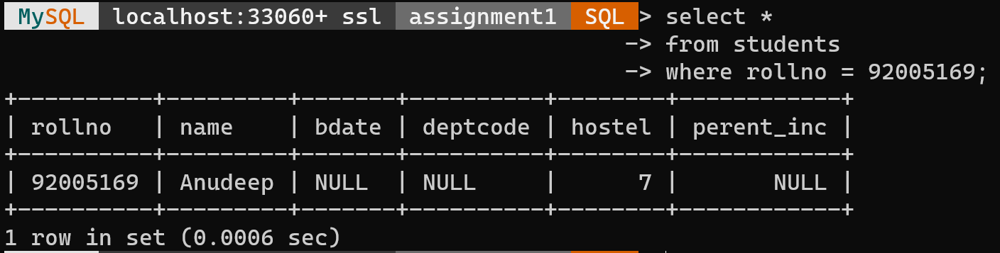 MySQL localhost:33060+ ssl assignment1 SQL > select *
-> from students
-> where rollno = 92005169;
+----------+---------+-------+----------+--------+------------+
| rollno   | name    | bdate | deptcode | hostel | perent_inc |
+----------+---------+-------+----------+--------+------------+
| 92005169 | Anudeep | NULL  | NULL     |      7 |       NULL |
+----------+---------+-------+----------+--------+------------+
1 row in set (0.0006 sec)